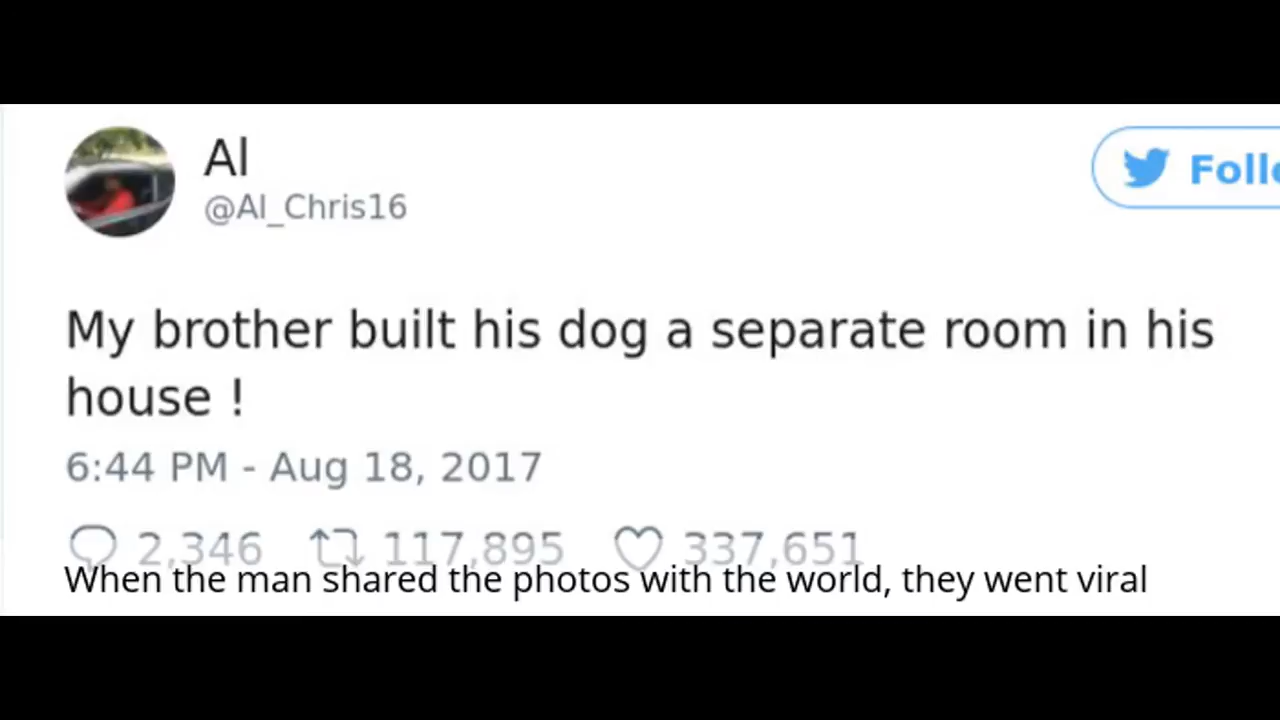 Al
@Al_Chris16
Foll
My brother built his dog a separate room in his
house !
6:44 PM - Aug 18, 2017
2,346 117,895 337,651
When the man shared the photos with the world, they went viral